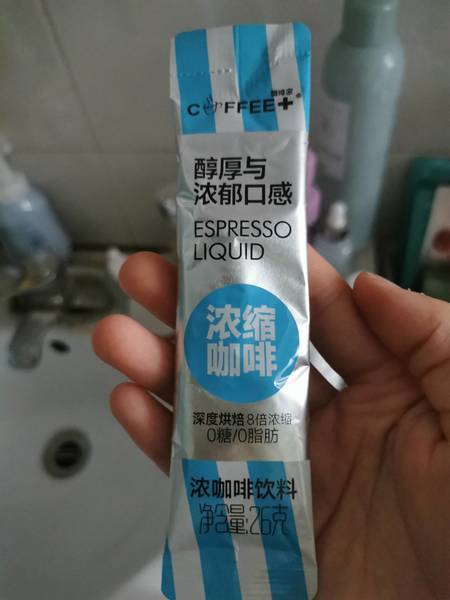 咖啡家
COFFEE+®
醇厚与
浓郁口感
ESPRESSO
LIQUID
浓缩
咖啡
深度烘焙 8倍浓缩
0糖/0脂肪
浓咖啡饮料
净含量:26克